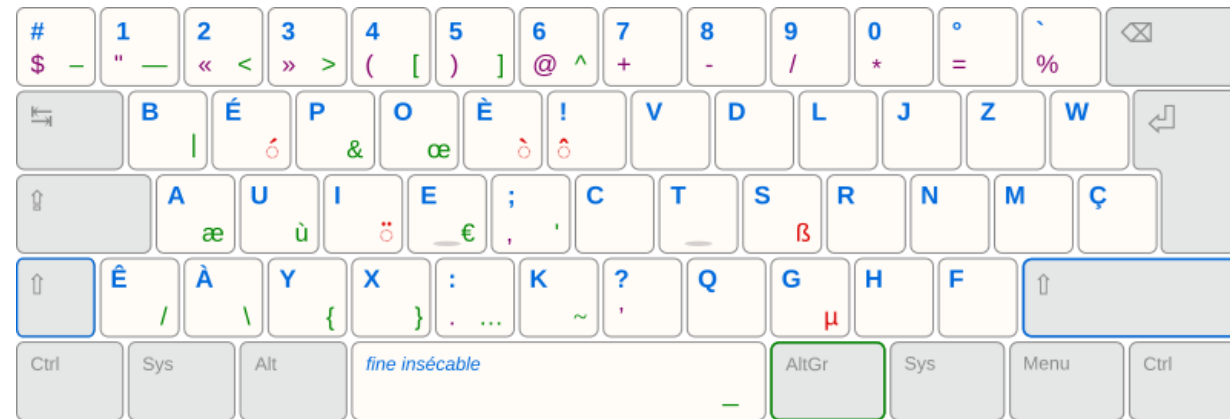 # 1 2 3 4 5 6 7 8 9 0 ° `
$ – " — « < » > ( [ ) ] @ ^ + - / * = %
B É P O È ! V D L J Z W
| ó & œ ò ô
A U I E ; C T S R N M Ç
æ ù ö € , ' ß
Ê À Y X : K ? Q G H F
/ \ { } . … ~ ’ µ
Ctrl Sys Alt fine insécable AltGr Sys Menu Ctrl
_